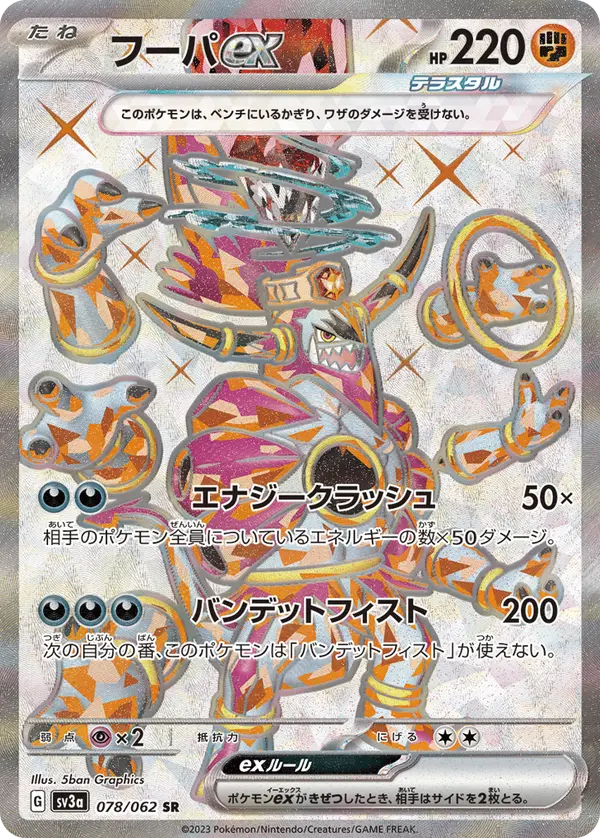 たね フーパex HP 220
テラスタル
このポケモンは、ベンチにいるかぎり、ワザのダメージを受けない。
エナジークラッシュ 50×
相手のポケモン全員についているエネルギーの数×50ダメージ。
バンデットフィスト 200
次の自分の番、このポケモンは「バンデットフィスト」が使えない。
弱点 ×2 抵抗力 にげる
exルール
ポケモンexがきぜつしたとき、相手はサイドを2枚とる。
Illus. 5ban Graphics
G sv3a 078/062 SR
©2023 Pokémon/Nintendo/Creatures/GAME FREAK.